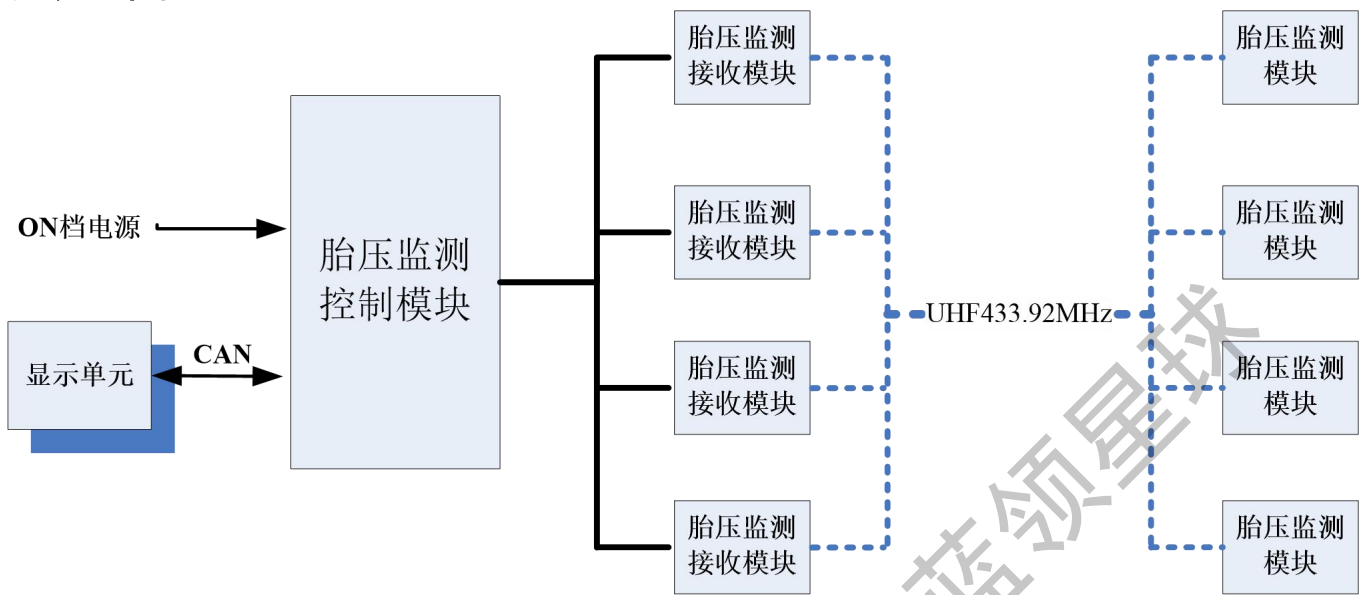 胎压监测
接收模块
胎压监测
模块
ON档电源
胎压监测
控制模块
胎压监测
接收模块
胎压监测
模块
UHF433.92MHz
显示单元
CAN
胎压监测
接收模块
胎压监测
模块
胎压监测
接收模块
胎压监测
模块
蓝领星球